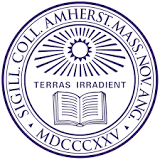 SIGILL. COLL. AMHERST. MASS. NOV. ANG.
TERRAS IRRADIENT
MDCCCXXV